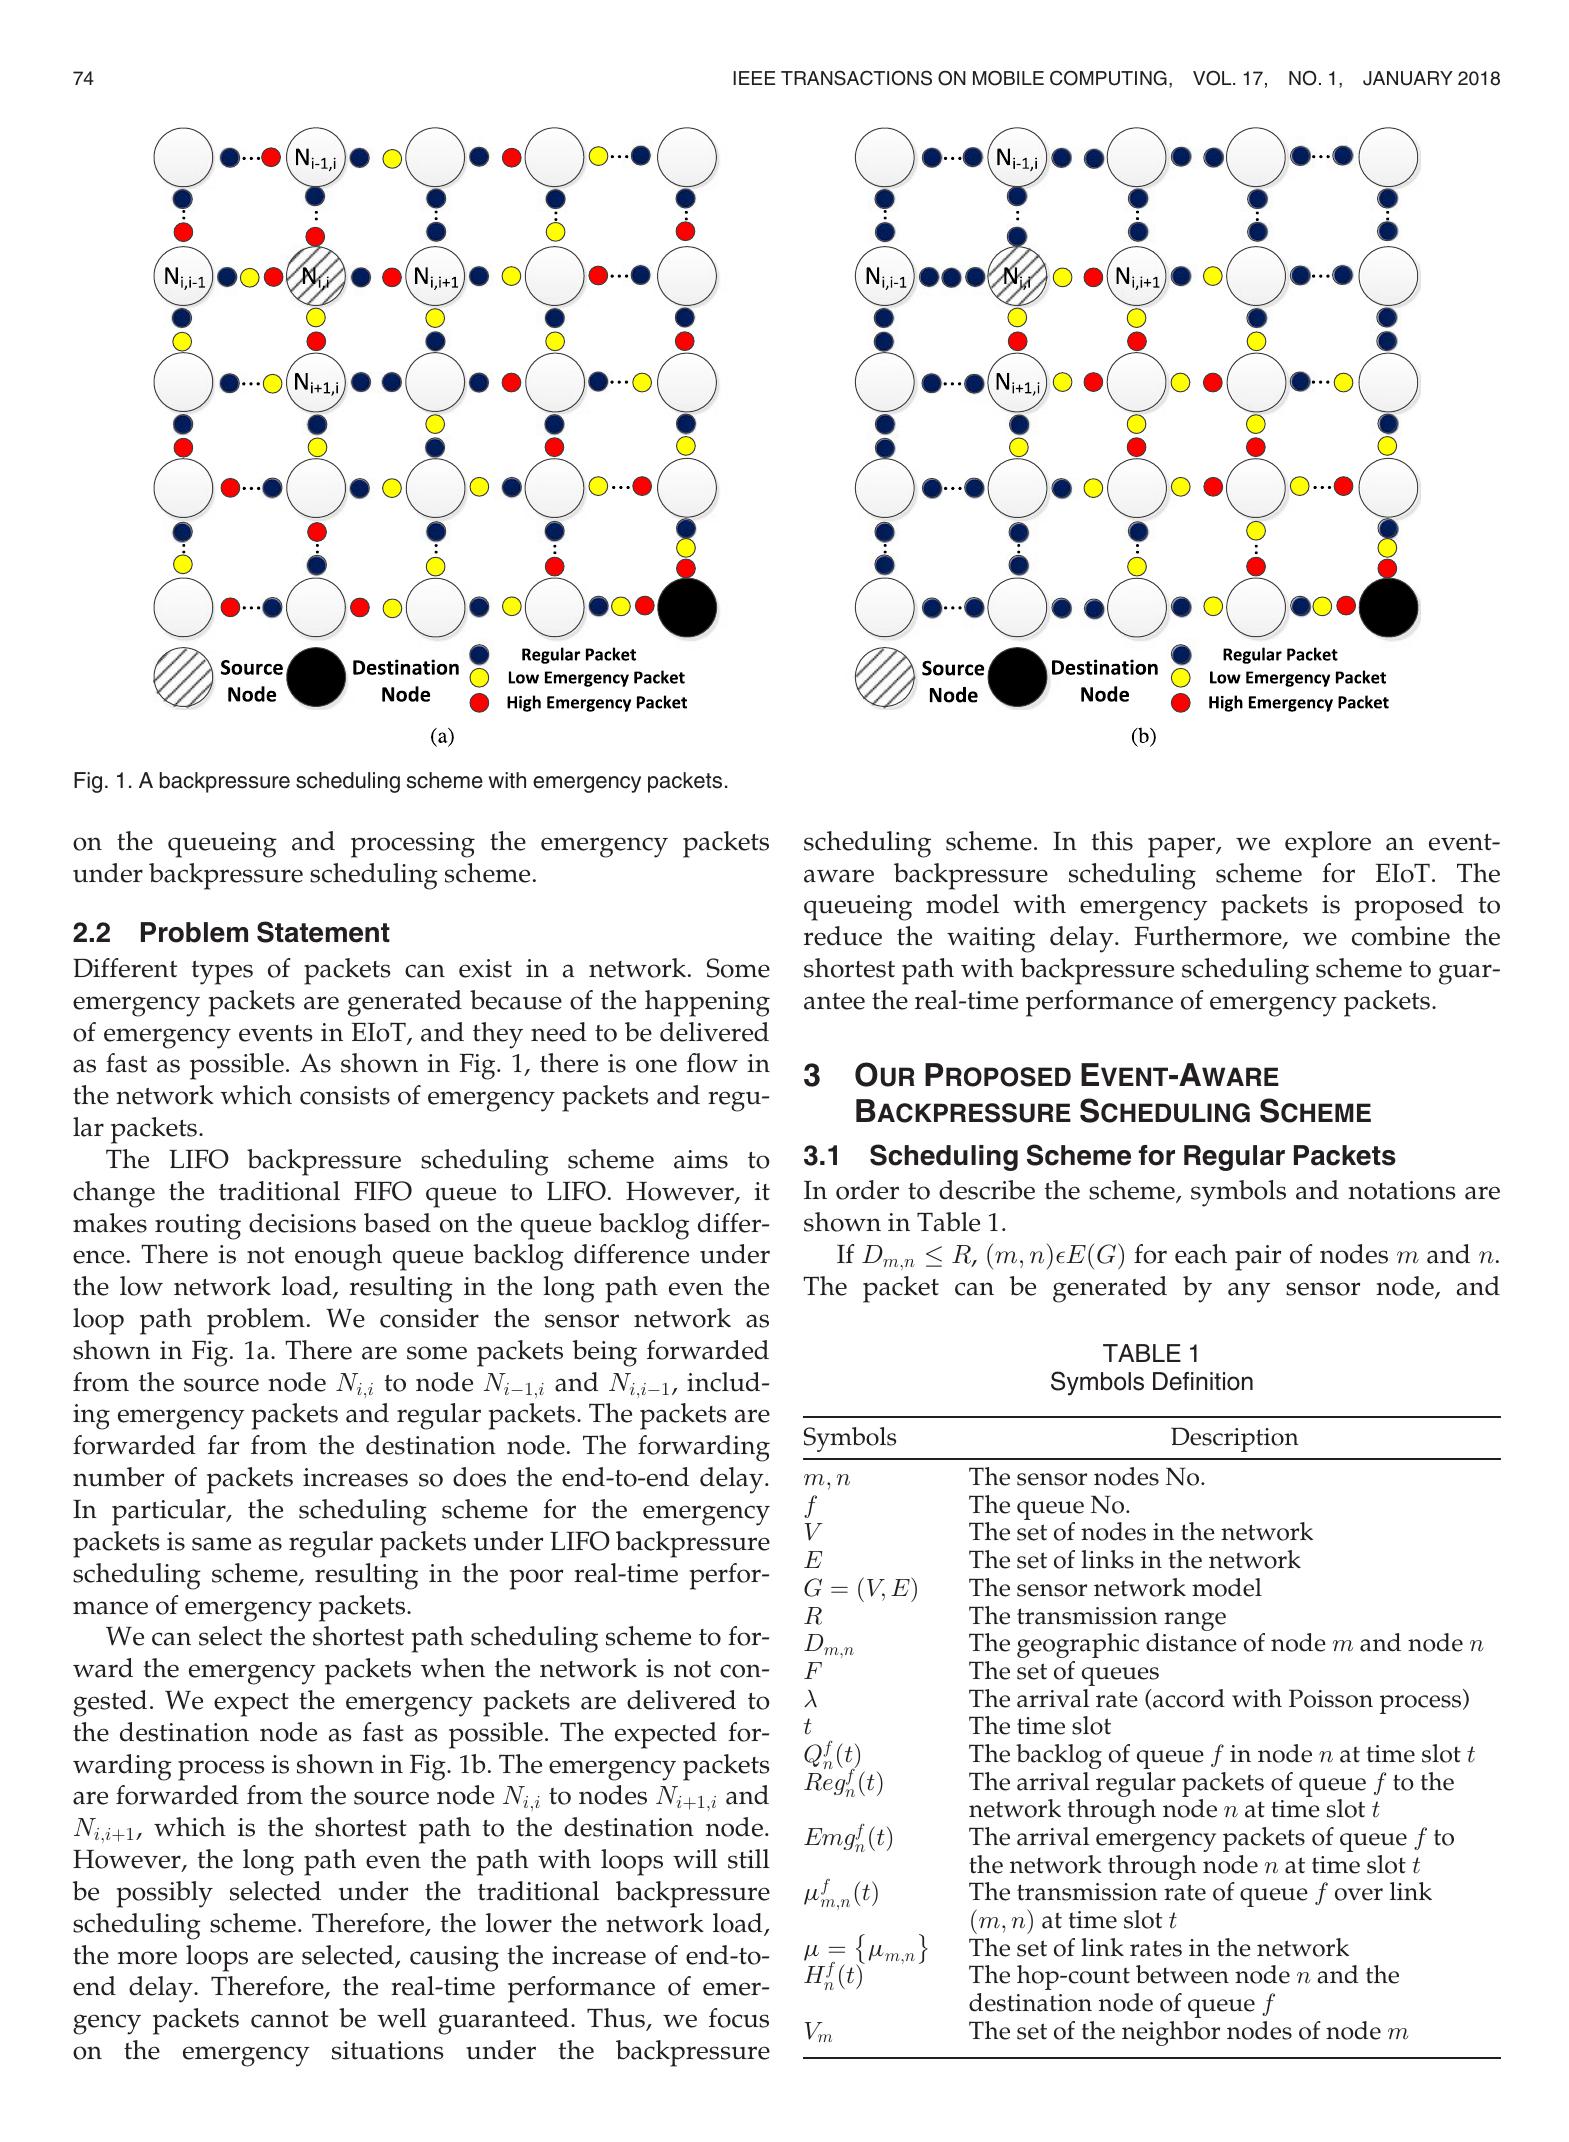 74
IEEE TRANSACTIONS ON MOBILE COMPUTING, VOL. 17, NO. 1, JANUARY 2018
N_{i-1,i}
N_{i,i-1} N_{i,i} N_{i,i+1}
N_{i+1,i}
Source Node
Destination Node
Regular Packet
Low Emergency Packet
High Emergency Packet
(a)
N_{i-1,i}
N_{i,i-1} N_{i,i} N_{i,i+1}
N_{i+1,i}
Source Node
Destination Node
Regular Packet
Low Emergency Packet
High Emergency Packet
(b)
Fig. 1. A backpressure scheduling scheme with emergency packets.
on the queueing and processing the emergency packets
under backpressure scheduling scheme.
2.2 Problem Statement
Different types of packets can exist in a network. Some
emergency packets are generated because of the happening
of emergency events in EIoT, and they need to be delivered
as fast as possible. As shown in Fig. 1, there is one flow in
the network which consists of emergency packets and regu-
lar packets.
The LIFO backpressure scheduling scheme aims to
change the traditional FIFO queue to LIFO. However, it
makes routing decisions based on the queue backlog differ-
ence. There is not enough queue backlog difference under
the low network load, resulting in the long path even the
loop path problem. We consider the sensor network as
shown in Fig. 1a. There are some packets being forwarded
from the source node N_{i,i} to node N_{i−1,i} and N_{i,i−1}, includ-
ing emergency packets and regular packets. The packets are
forwarded far from the destination node. The forwarding
number of packets increases so does the end-to-end delay.
In particular, the scheduling scheme for the emergency
packets is same as regular packets under LIFO backpressure
scheduling scheme, resulting in the poor real-time perfor-
mance of emergency packets.
We can select the shortest path scheduling scheme to for-
ward the emergency packets when the network is not con-
gested. We expect the emergency packets are delivered to
the destination node as fast as possible. The expected for-
warding process is shown in Fig. 1b. The emergency packets
are forwarded from the source node N_{i,i} to nodes N_{i+1,i} and
N_{i,i+1}, which is the shortest path to the destination node.
However, the long path even the path with loops will still
be possibly selected under the traditional backpressure
scheduling scheme. Therefore, the lower the network load,
the more loops are selected, causing the increase of end-to-
end delay. Therefore, the real-time performance of emer-
gency packets cannot be well guaranteed. Thus, we focus
on the emergency situations under the backpressure
scheduling scheme. In this paper, we explore an event-
aware backpressure scheduling scheme for EIoT. The
queueing model with emergency packets is proposed to
reduce the waiting delay. Furthermore, we combine the
shortest path with backpressure scheduling scheme to guar-
antee the real-time performance of emergency packets.
3 OUR PROPOSED EVENT-AWARE
BACKPRESSURE SCHEDULING SCHEME
3.1 Scheduling Scheme for Regular Packets
In order to describe the scheme, symbols and notations are
shown in Table 1.
If D_{m,n} ≤ R, (m, n)ϵE(G) for each pair of nodes m and n.
The packet can be generated by any sensor node, and
TABLE 1
Symbols Definition
Symbols Description
m, n The sensor nodes No.
f The queue No.
V The set of nodes in the network
E The set of links in the network
G = (V, E) The sensor network model
R The transmission range
D_{m,n} The geographic distance of node m and node n
F The set of queues
λ The arrival rate (accord with Poisson process)
t The time slot
Q_n^f(t) The backlog of queue f in node n at time slot t
Reg_n^f(t) The arrival regular packets of queue f to the
network through node n at time slot t
Emg_n^f(t) The arrival emergency packets of queue f to
the network through node n at time slot t
μ_{m,n}^f(t) The transmission rate of queue f over link
(m, n) at time slot t
μ = {μ_{m,n}} The set of link rates in the network
H_n^f(t) The hop-count between node n and the
destination node of queue f
V_m The set of the neighbor nodes of node m